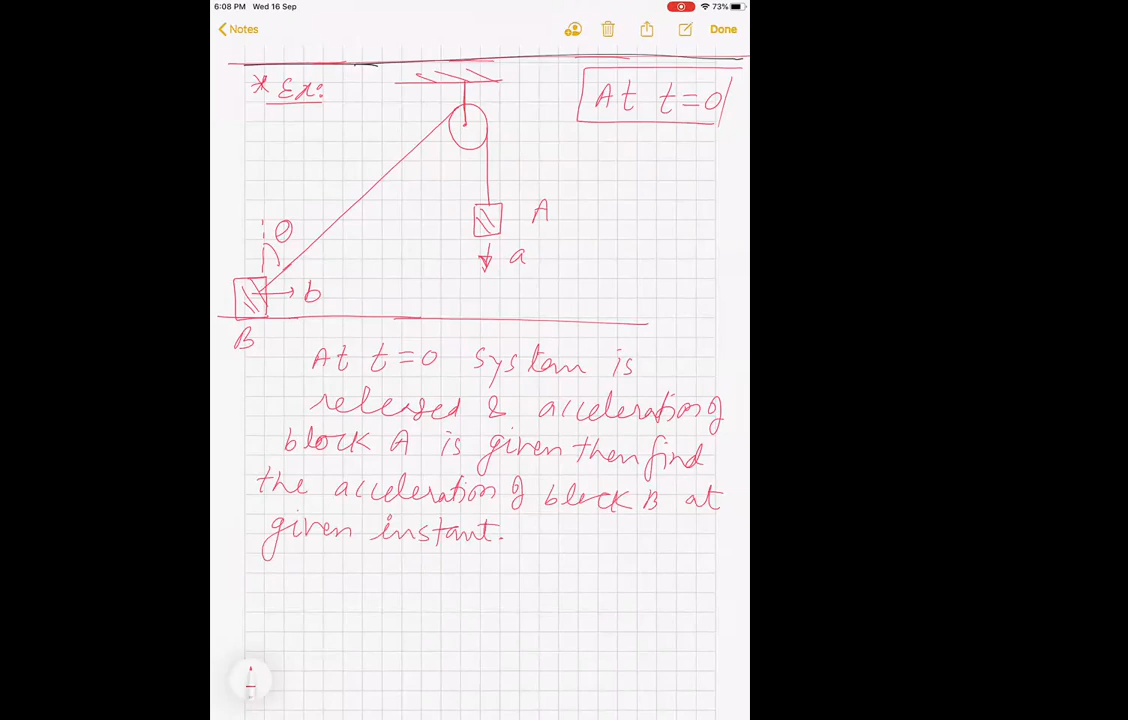 6:08 PM Wed 16 Sep
73%
Notes
Done
* Ex:
At t=0
A
θ
a
b
B
At t=0 system is
released & acceleration of
block A is given then find
the acceleration of block B at
given instant.